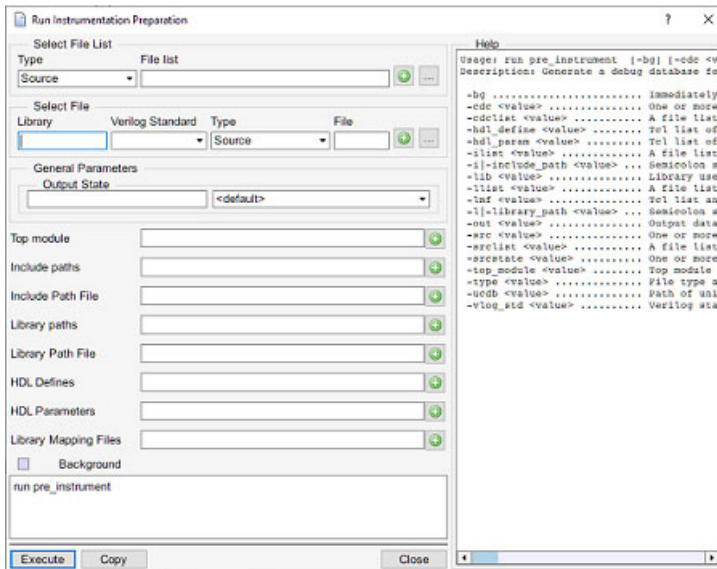 Run Instrumentation Preparation
?
Select File List
Type File list
Source
...
Select File
Library Verilog Standard Type File
Source
...
General Parameters
Output State
<default>
Top module
Include paths
Include Path File
Library paths
Library Path File
HDL Defines
HDL Parameters
Library Mapping Files
Background
run pre_instrument
Execute Copy Close
Help
Usage: run pre_instrument [-bg] [-cdc <v
Description: Generate a debug database fo
-bg ...................... Immediately
-cdc <value> ............. One or more
-cdclist <value> ......... A file list
-hdl_define <value> ...... Tcl list of
-hdl_param <value> ....... Tcl list of
-ilist <value> ........... A file list
-i|-include_path <value> ... Semicolon s
-lib <value> ............. Library use
-llist <value> ........... A file list
-lmf <value> ............. Tcl list an
-l|-library_path <value> ... Semicolon s
-out <value> ............. Output data
-src <value> ............. One or more
-srclist <value> ......... A file list
-srcstate <value> ........ One or more
-top_module <value> ...... Top module
-type <value> ............ File type a
-ucdb <value> ............ Path of uni
-vlog_std <value> ........ Verilog sta